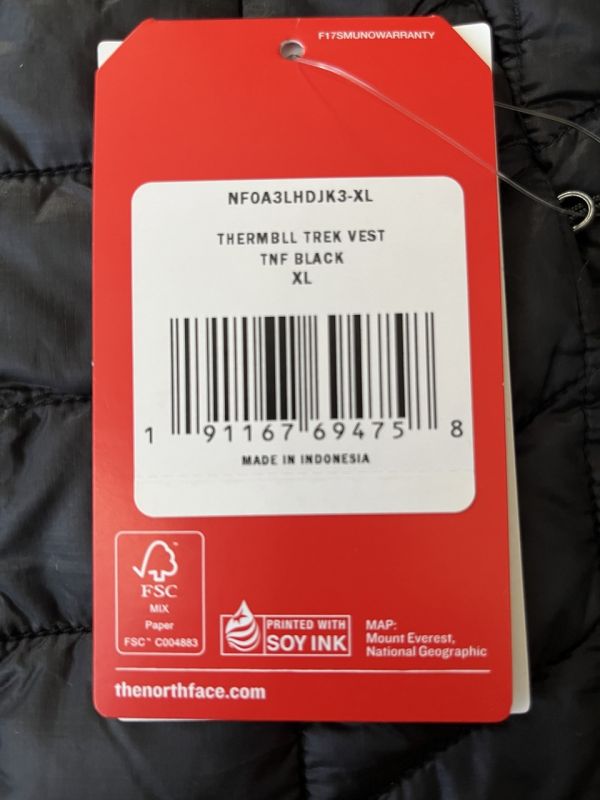 F17SMUNOWARRANTY
NF0A3LHDJK3-XL
THERMBLL TREK VEST
TNF BLACK
XL
1 91167 69475 8
MADE IN INDONESIA
FSC
MIX
Paper
FSC™ C004883
PRINTED WITH
SOY INK
MAP:
Mount Everest,
National Geographic
thenorthface.com